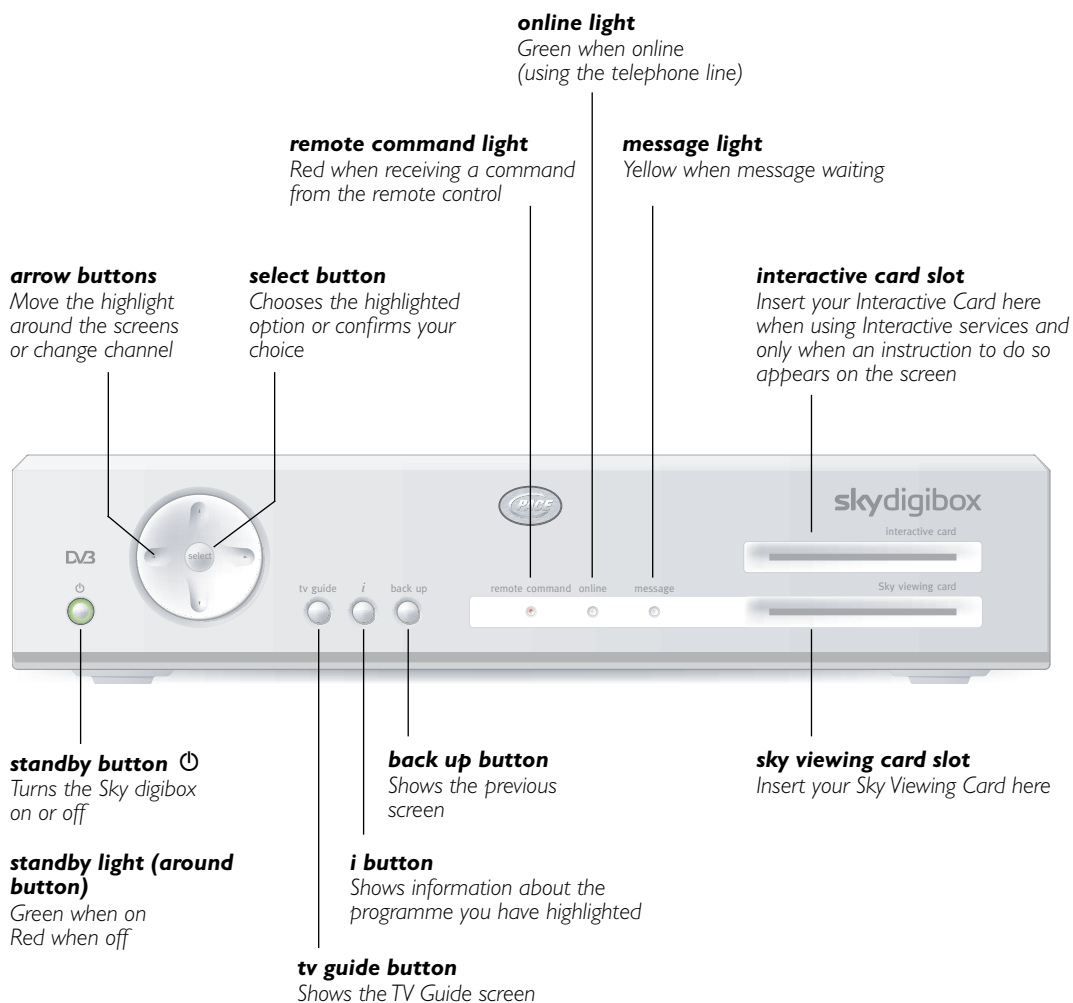 online light
Green when online
(using the telephone line)
remote command light
Red when receiving a command
from the remote control
message light
Yellow when message waiting
arrow buttons
Move the highlight
around the screens
or change channel
select button
Chooses the highlighted
option or confirms your
choice
interactive card slot
Insert your Interactive Card here
when using Interactive services and
only when an instruction to do so
appears on the screen
PACE
skydigibox
interactive card
DVB
select
tv guide
i
back up
remote command
online
message
Sky viewing card
standby button
Turns the Sky digibox
on or off
standby light (around
button)
Green when on
Red when off
back up button
Shows the previous
screen
sky viewing card slot
Insert your Sky Viewing Card here
i button
Shows information about the
programme you have highlighted
tv guide button
Shows the TV Guide screen